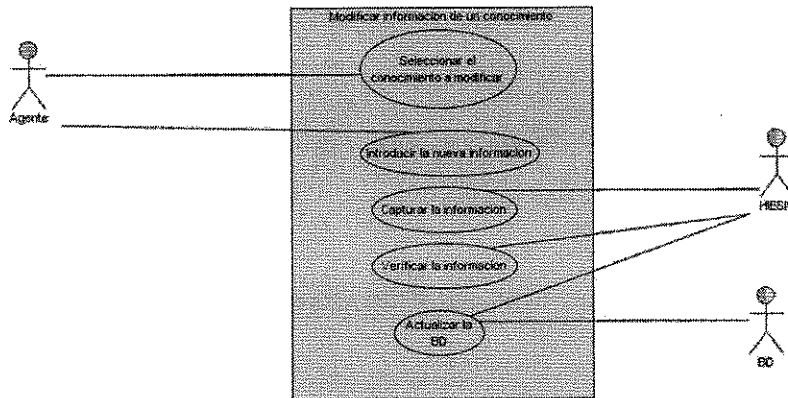 Modificar informacion de un conocimiento
Seleccionar el
conocimiento a modificar
Agente
Introducir la nueva informacion
Capturar la informacion
Verificar la informacion
Actualizar la
BD
BD